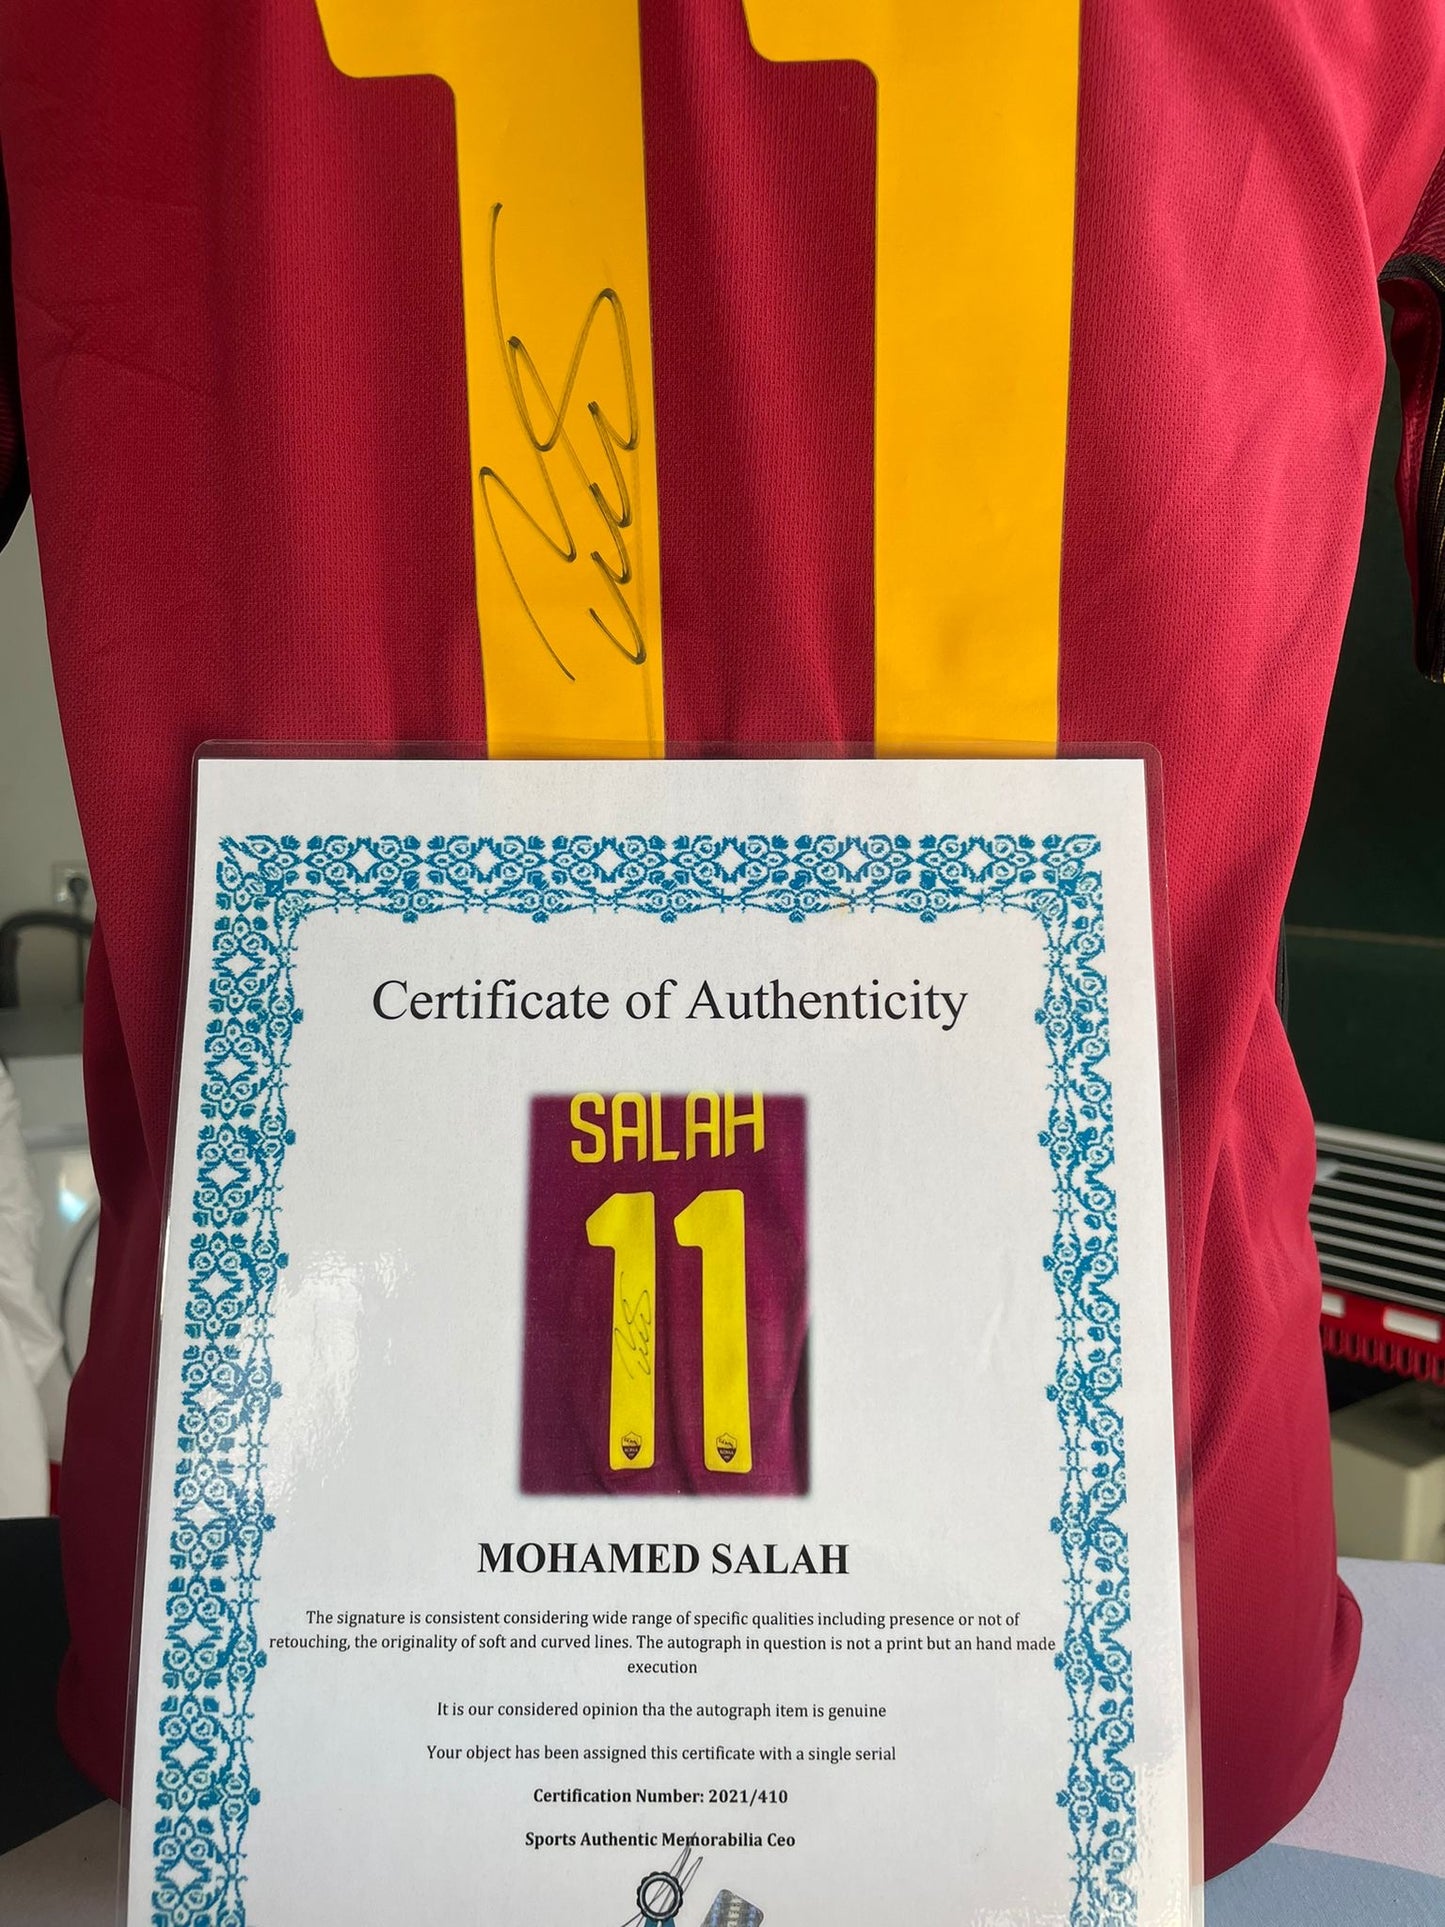 11
Certificate of Authenticity
SALAH
11
MOHAMED SALAH
The signature is consistent considering wide range of specific qualities including presence or not of
retouching, the originality of soft and curved lines. The autograph in question is not a print but an hand made
execution
It is our considered opinion tha the autograph item is genuine
Your object has been assigned this certificate with a single serial
Certification Number: 2021/410
Sports Authentic Memorabilia Ceo